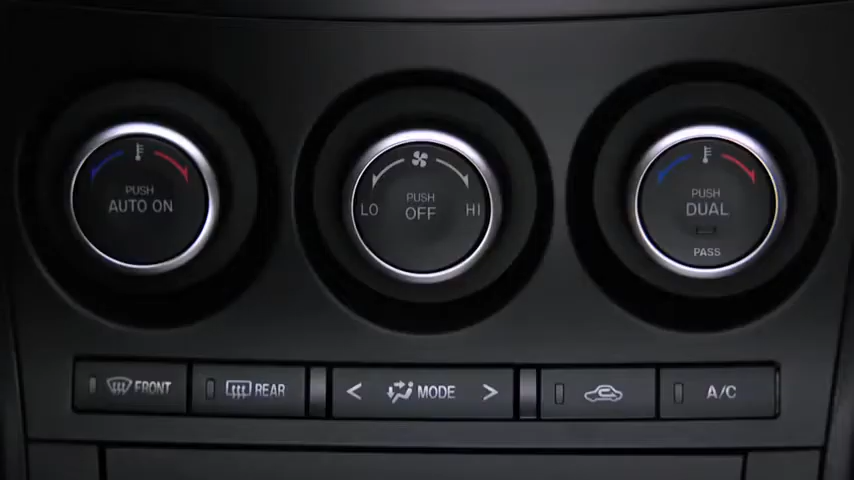 PUSH
AUTO ON
LO
PUSH
OFF
HI
PUSH
DUAL
PASS
FRONT
REAR
< MODE >
A/C